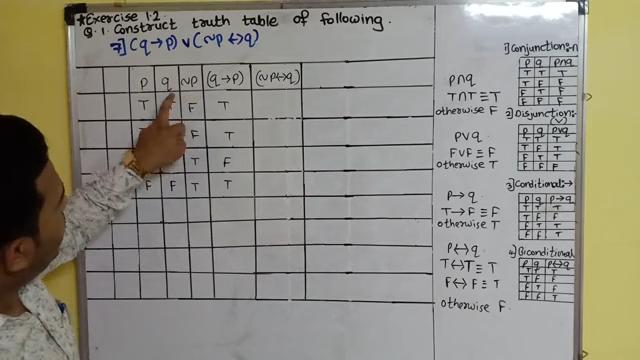 *Exercise 1.2
Q.1. Construct truth table of following.
7] (q→p) ∨ (~p↔q)
p q ~p (q→p) (~p↔q)
T F T
F T
T F
F F T T
p∩q
T∩T≡T
otherwise F
p∨q
F∨F≡F
otherwise T
p→q
T→F≡F
otherwise T
p↔q
T↔T≡T
F↔F≡T
otherwise F.
1] Conjunction:-∩
p q p∩q
T T T
T F F
F T F
F F F
2] Disjunction:-
(∨)
p q p∨q
T T T
T F T
F T T
F F F
3] Conditional:→
p q p→q
T T T
T F F
F T T
F F T
4] Biconditional
p q p↔q
T T T
T F F
F T F
F F T